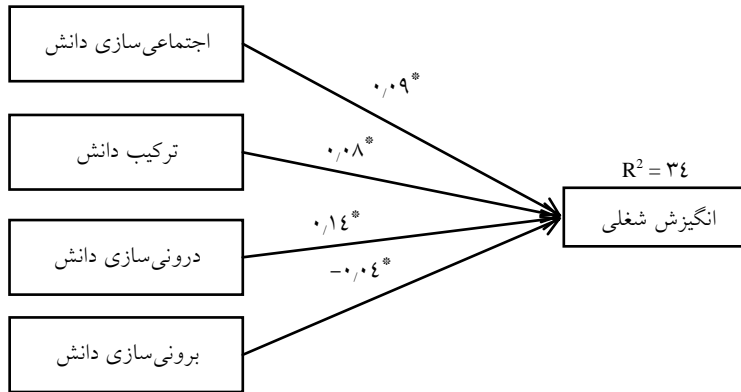 اجتماعی‌سازی دانش
۰/۰۹*
ترکیب دانش
۰/۰۸*
R² = ۳٤
انگیزش شغلی
۰/۱٤*
درونی‌سازی دانش
-۰/۰٤*
برونی‌سازی دانش